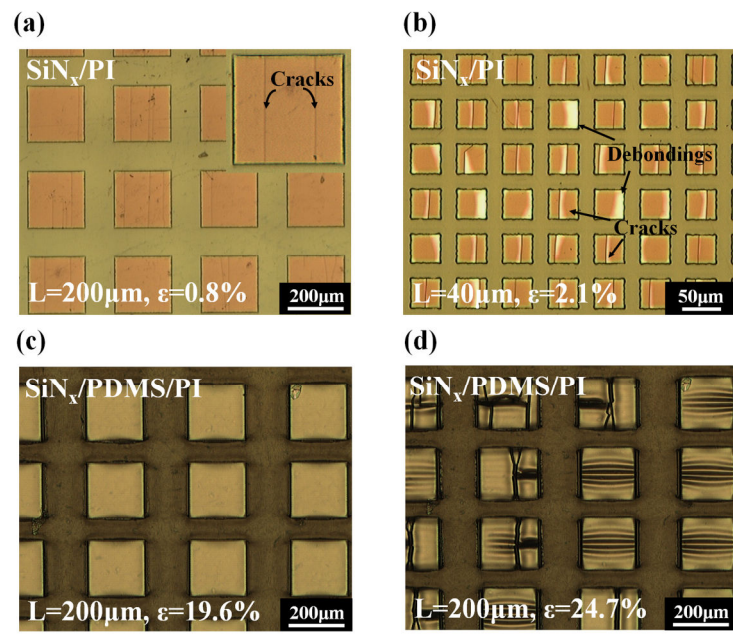 (a)
SiNx/PI
Cracks
L=200μm, ε=0.8%
200μm
(b)
SiNx/PI
Debondings
Cracks
L=40μm, ε=2.1%
50μm
(c)
SiNx/PDMS/PI
L=200μm, ε=19.6%
200μm
(d)
SiNx/PDMS/PI
L=200μm, ε=24.7%
200μm